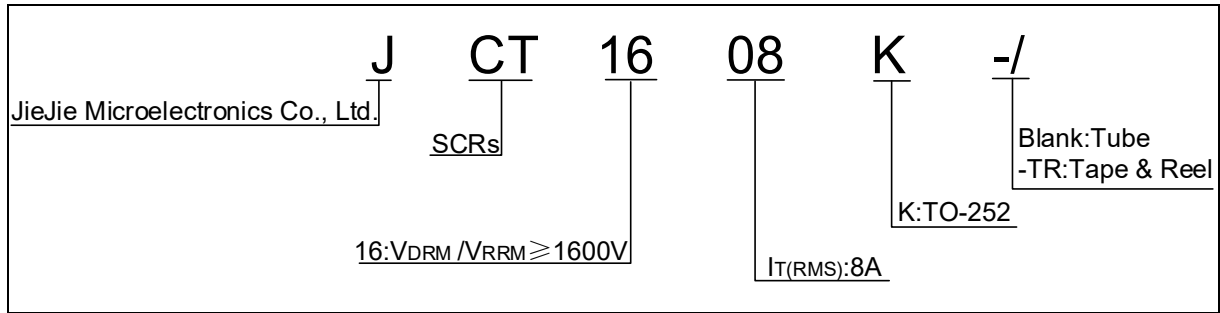 J CT 16 08 K -/
JieJie Microelectronics Co., Ltd.
SCRs
Blank:Tube
-TR:Tape & Reel
K:TO-252
16:VDRM /VRRM≥1600V
IT(RMS):8A